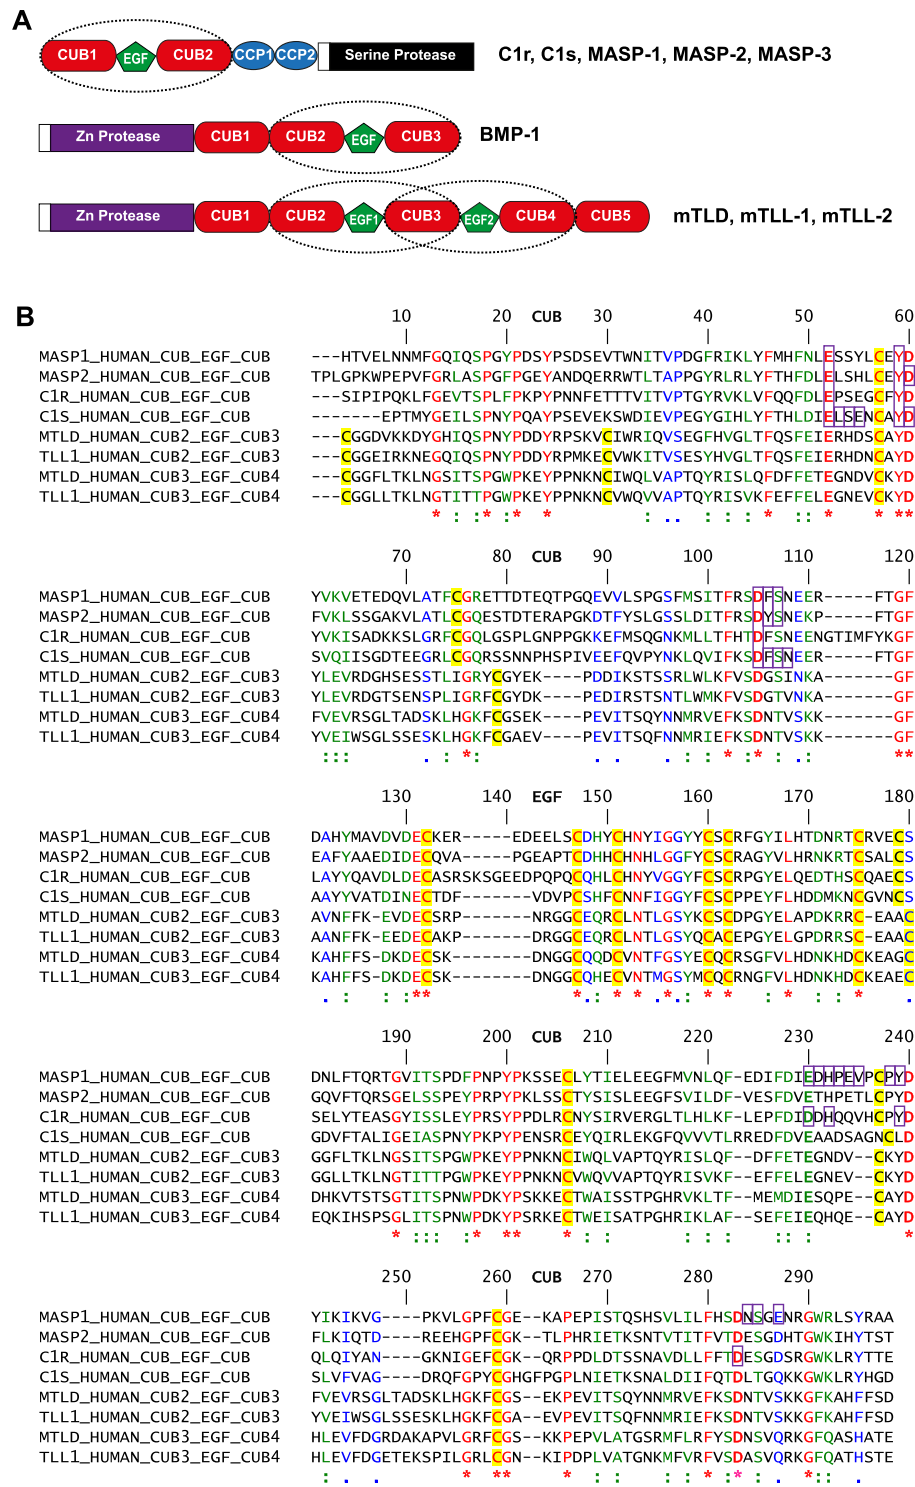 A
CUB1 EGF CUB2 CCP1 CCP2 Serine Protease C1r, C1s, MASP-1, MASP-2, MASP-3
Zn Protease CUB1 CUB2 EGF CUB3 BMP-1
Zn Protease CUB1 CUB2 EGF1 CUB3 EGF2 CUB4 CUB5 mTLD, mTLL-1, mTLL-2
B
10 20 CUB 30 40 50 60
MASP1_HUMAN_CUB_EGF_CUB ---HTVELNNMFGQIQSPGYPDSYPSDSEVTWNITVPDGFRIKLYFMHFNLESSYLCEYD
MASP2_HUMAN_CUB_EGF_CUB TPLGPKWPEPVFGRLASPGFPGEYANDQERRWTLTAPPGYRLRLYFTHFDLELSHLCEYD
C1R_HUMAN_CUB_EGF_CUB ---SIPIPQKLFGEVTSPLFPKPYPNNFETTTVITVPTGYRVKLVFQQFDLEPSEGCFYD
C1S_HUMAN_CUB_EGF_CUB -------EPTMYGEILSPNYPQAYPSEVEKSWDIEVPEGYGIHLYFTHLDIELSENCAYD
MTLD_HUMAN_CUB2_EGF_CUB3 ---CGGDVKKDYGHIQSPNYPDDYRPSKVCIWRIQVSEGFHVGLTFQSFEIERHDSCAYD
TLL1_HUMAN_CUB2_EGF_CUB3 ---CGGEIRKNEGQIQSPNYPDDYRPMKECVWKITVSESYHVGLTFQSFEIERHDNCAYD
MTLD_HUMAN_CUB3_EGF_CUB4 ---CGGFLTKLNGSITSPGWPKEYPPNKNCIWQLVAPTQYRISLQFDFFETEGNDVCKYD
TLL1_HUMAN_CUB3_EGF_CUB4 ---CGGLLTKLNGTITTPGWPKEYPPNKNCVWQVVAPTQYRISVKFEFFELEGNEVCKYD
* : * : * * : . . : : : * : : * * * *
70 80 CUB 90 100 110 120
MASP1_HUMAN_CUB_EGF_CUB YVKVETEDQVLATFCGRETTDTEQTPGQEVVLSPGSFMSITFRSDFSNEER-----FTGF
MASP2_HUMAN_CUB_EGF_CUB FVKLSSGAKVLATLCGQESTDTERAPGKDTFYSLGSSLDITFRSDYSNEKP-----FTGF
C1R_HUMAN_CUB_EGF_CUB YVKISADKKSLGRFCGQLGSPLGNPPGKKEFMSQGNKMLLTFHTDFSNEENGTIMFYKGF
C1S_HUMAN_CUB_EGF_CUB SVQIISGDTEEGRLCGQRSSNNPHSPIVEEFQVPYNKLQVIFKSDFSNEER-----FTGF
MTLD_HUMAN_CUB2_EGF_CUB3 YLEVRDGHSESSTLIGRYCGYEK----PDDIKSTSSRLWLKFVSDGSINKA-------GF
TLL1_HUMAN_CUB2_EGF_CUB3 YLEVRDGTSENSPLIGRFCGYDK----PEDIRSTSNTLWMKFVSDGTVNKA-------GF
MTLD_HUMAN_CUB3_EGF_CUB4 FVEVRSGLTADSKLHGKFCGSEK----PEVITSQYNNMRVEFKSDNTVSKK-------GF
TLL1_HUMAN_CUB3_EGF_CUB4 YVEIWSGLSSESKLHGKFCGAEV----PEVITSQFNNMRIEFKSDNTVSKK-------GF
: : : . : * : . . . : : * : * : . : * *
130 140 EGF 150 160 170 180
MASP1_HUMAN_CUB_EGF_CUB DAHYMAVDVDECKER-----EDEELSCDHYCHNYIGGYYCSCRFGYILHTDNRTCRVECS
MASP2_HUMAN_CUB_EGF_CUB EAFYAAEDIDECQVA-----PGEAPTCDHHCHNHLGGFYCSCRAGYVLHRNKRTCSALCS
C1R_HUMAN_CUB_EGF_CUB LAYYQAVDLDECASRSKSGEEDPQPQCQHLCHNYVGGYFCSCRPGYELQEDTHSCQAECS
C1S_HUMAN_CUB_EGF_CUB AAYYVATDINECTDF-----VDVPCSHFCNNFIGGYFCSCPPEYFLHDDMKNCGVNCS
MTLD_HUMAN_CUB2_EGF_CUB3 AVNFFK-EVDECSRP-----NRGGCEQRCLNTLGSYKCSCDPGYELAPDKRRC-EAAC
TLL1_HUMAN_CUB2_EGF_CUB3 AANFFK-EEDECAKP-----DRGGCEQRCLNTLGSYQCACEPGYELGPDRRSC-EAAC
MTLD_HUMAN_CUB3_EGF_CUB4 KAHFFS-DKDECSK--------DNGGCQQDCVNTFGSYECQCRSGFVLHDNKHDCKEAGC
TLL1_HUMAN_CUB3_EGF_CUB4 KAHFFS-DKDECSK--------DNGGCQHECVNTMGSYMCQCRNGFVLHDNKHDCKEAEC
. : : : * * * . : * * . * . : * * : * : : * .
190 200 CUB 210 220 230 240
MASP1_HUMAN_CUB_EGF_CUB DNLFTQRTGVITSPDFPNPYPKSSECLYTIELEEGFMVNLQF-EDIFDIEDHPEVPCPYD
MASP2_HUMAN_CUB_EGF_CUB GQVFTQRSGELSSPEYPRPYPKLSSCTYSISLEEGFSVILDF-VESFDVETHPETLCPYD
C1R_HUMAN_CUB_EGF_CUB SELYTEASGYISSLEYPRSYPPDLRCNYSIRVERGLTLHLKF-LEPFDIDDHQQVHCPYD
C1S_HUMAN_CUB_EGF_CUB GDVFTALIGEIASPNYPKPYPENSRCEYQIRLEKGFQVVVTLRREDFDVEAADSAGNCLD
MTLD_HUMAN_CUB2_EGF_CUB3 GGFLTKLNGSITSPGWPKEYPPNKNCIWQLVAPTQYRISLQF--DFFETEGNDV--CKYD
TLL1_HUMAN_CUB2_EGF_CUB3 GGLLTKLNGTITTPGWPKEYPPNKNCVWQVVAPTQYRISVKF--EFFELEGNEV--CKYD
MTLD_HUMAN_CUB3_EGF_CUB4 DHKVTSTSGTITSPNWPDKYPSKKECTWAISSTPGHRVKLTF--MEMDIESQPE--CAYD
TLL1_HUMAN_CUB3_EGF_CUB4 EQKIHSPSGLITSPNWPDKYPSRKECTWEISATPGHRIKLAF--SEFEIEQHQE--CAYD
* : : : : * * * * : : : : : : *
250 260 CUB 270 280 290
MASP1_HUMAN_CUB_EGF_CUB YIKIKVG---PKVLGPFCGE--KAPEPISTQSHSVLILFHSDNSGENRGWRLSYRAA
MASP2_HUMAN_CUB_EGF_CUB FLKIQTD---REEHGPFCGK--TLPHRIETKSNTVTITFVTDESGDHTGWKIHYTST
C1R_HUMAN_CUB_EGF_CUB QLQIYAN----GKNIGEFCGK--QRPPDLDTSSNAVDLLFFTDESGDSRGWKLRYTTE
C1S_HUMAN_CUB_EGF_CUB SLVFVAG----DRQFGPYCGHGFPGPLNIETKSNALDIIFQTDLTGQKKGWKLRYHGD
MTLD_HUMAN_CUB2_EGF_CUB3 FVEVRSGLTADSKLHGKFCGS--EKPEVITSQYNNMRVEFKSDNTVSKKGFKAHFFSD
TLL1_HUMAN_CUB2_EGF_CUB3 YVEIWSGLSSESKLHGKFCGA--EVPEVITSQFNNMRIEFKSDNTVSKKGFKAHFFSD
MTLD_HUMAN_CUB3_EGF_CUB4 HLEVFDGRDAKAPVLGRFCGS--KKPEPVLATGSRMFLRFYSDNSVQRKGFQASHATE
TLL1_HUMAN_CUB3_EGF_CUB4 HLEIFDGETEKSPILGRLCGN--KIPDPLVATGNKMFVRFVSDASVQRKGFQATHSTE
: . . * * * * : : : : * : * : . * : : .